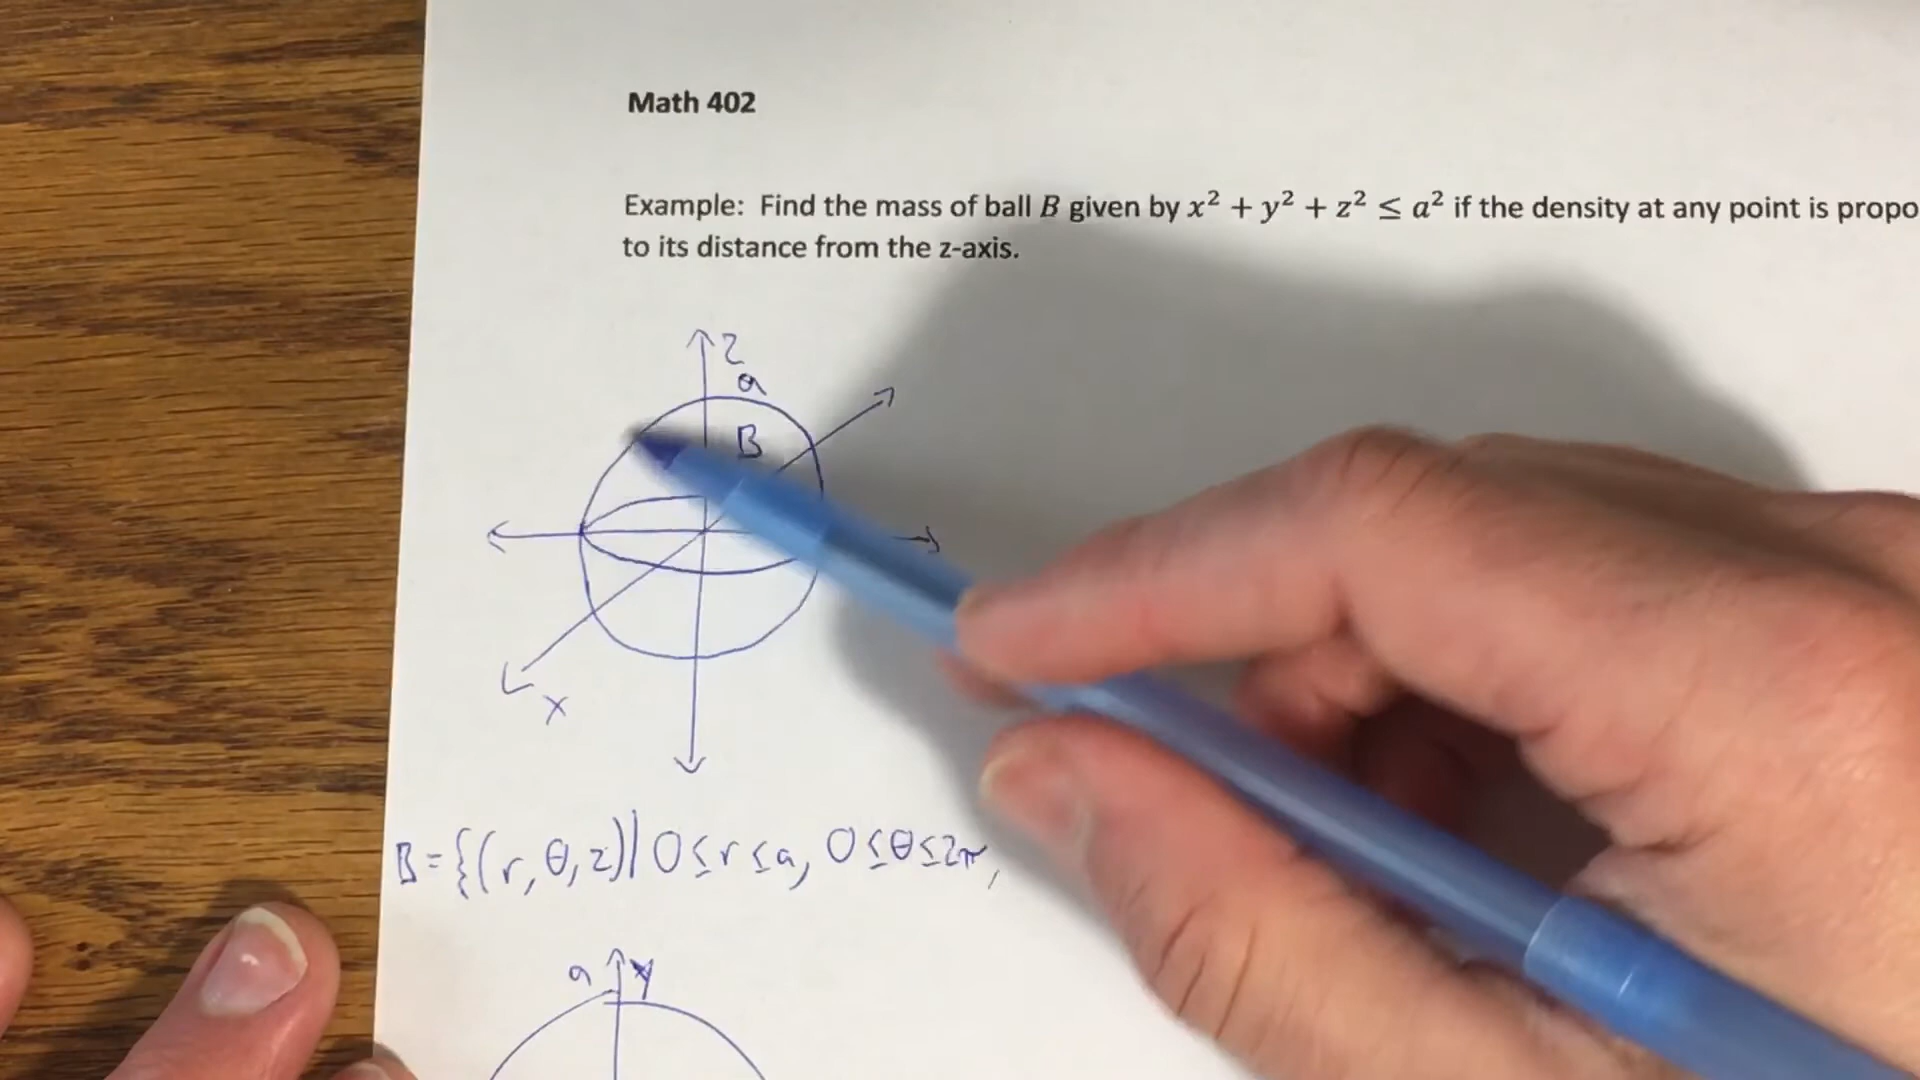 Math 402
Example: Find the mass of ball B given by x² + y² + z² ≤ a² if the density at any point is propo
to its distance from the z-axis.
z
a
B
x
B = {(r, θ, z) | 0 ≤ r ≤ a, 0 ≤ θ ≤ 2π,
a y